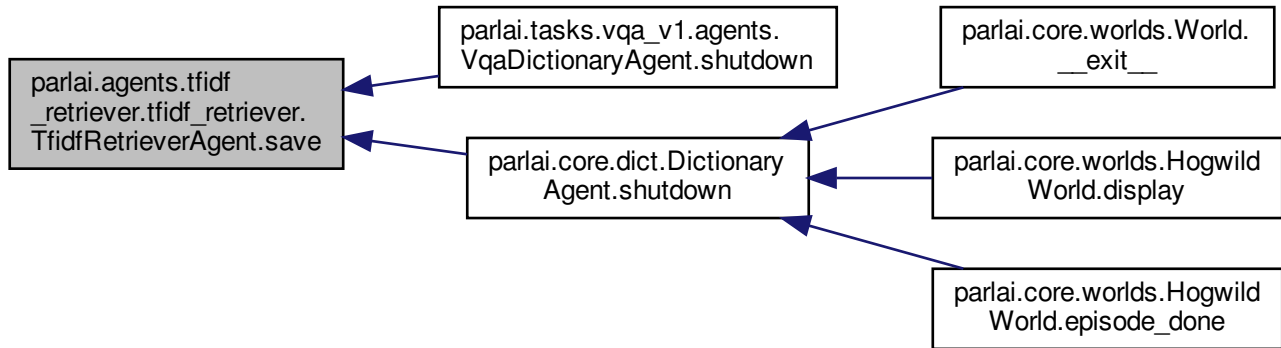 parlai.agents.tfidf
_retriever.tfidf_retriever.
TfidfRetrieverAgent.save
parlai.tasks.vqa_v1.agents.
VqaDictionaryAgent.shutdown
parlai.core.dict.Dictionary
Agent.shutdown
parlai.core.worlds.World.
__exit__
parlai.core.worlds.Hogwild
World.display
parlai.core.worlds.Hogwild
World.episode_done